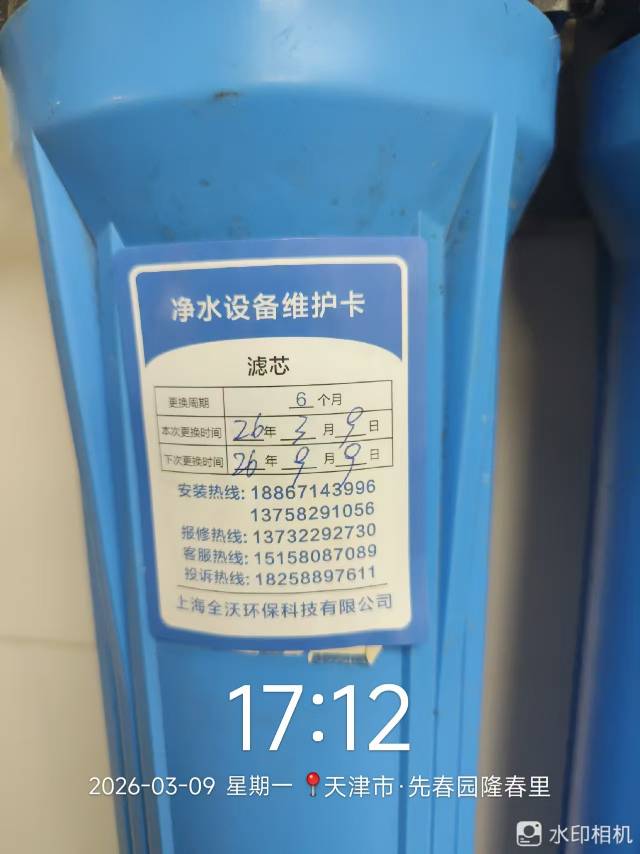 净水设备维护卡
滤芯
更换周期 6 个月
本次更换时间 26年 3 月 9 日
下次更换时间 26年 9 月 9 日
安装热线: 18867143996
13758291056
报修热线: 13732292730
客服热线: 15158087089
投诉热线: 18258897611
上海全沃环保科技有限公司
17:12
2026-03-09 星期一 📍天津市·先春园隆春里
水印相机